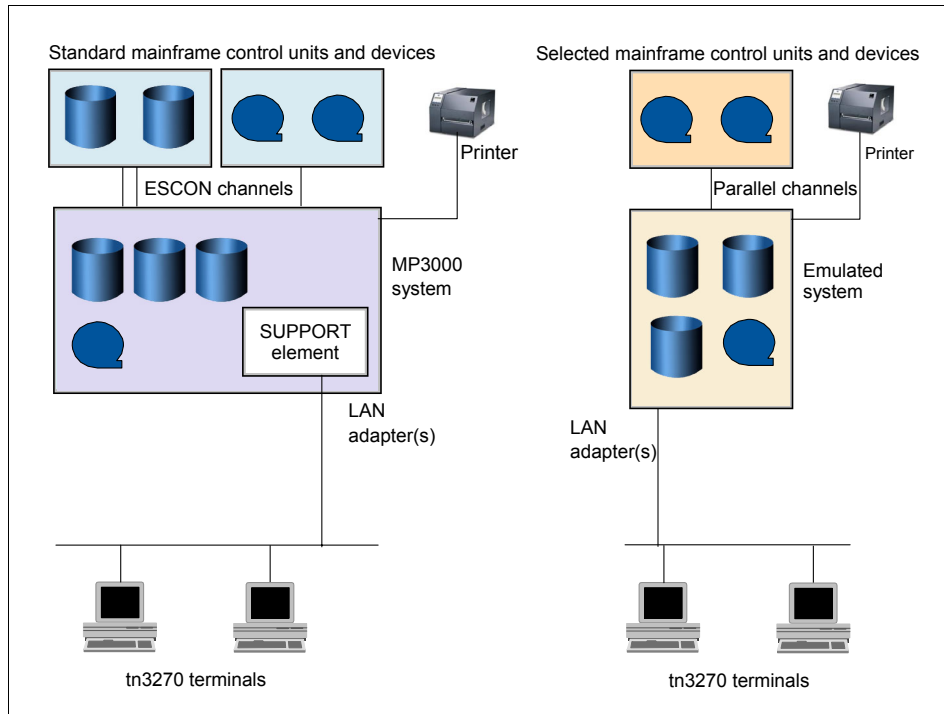 Standard mainframe control units and devices
Printer
ESCON channels
MP3000
system
SUPPORT
element
LAN
adapter(s)
tn3270 terminals
Selected mainframe control units and devices
Printer
Parallel channels
Emulated
system
LAN
adapter(s)
tn3270 terminals